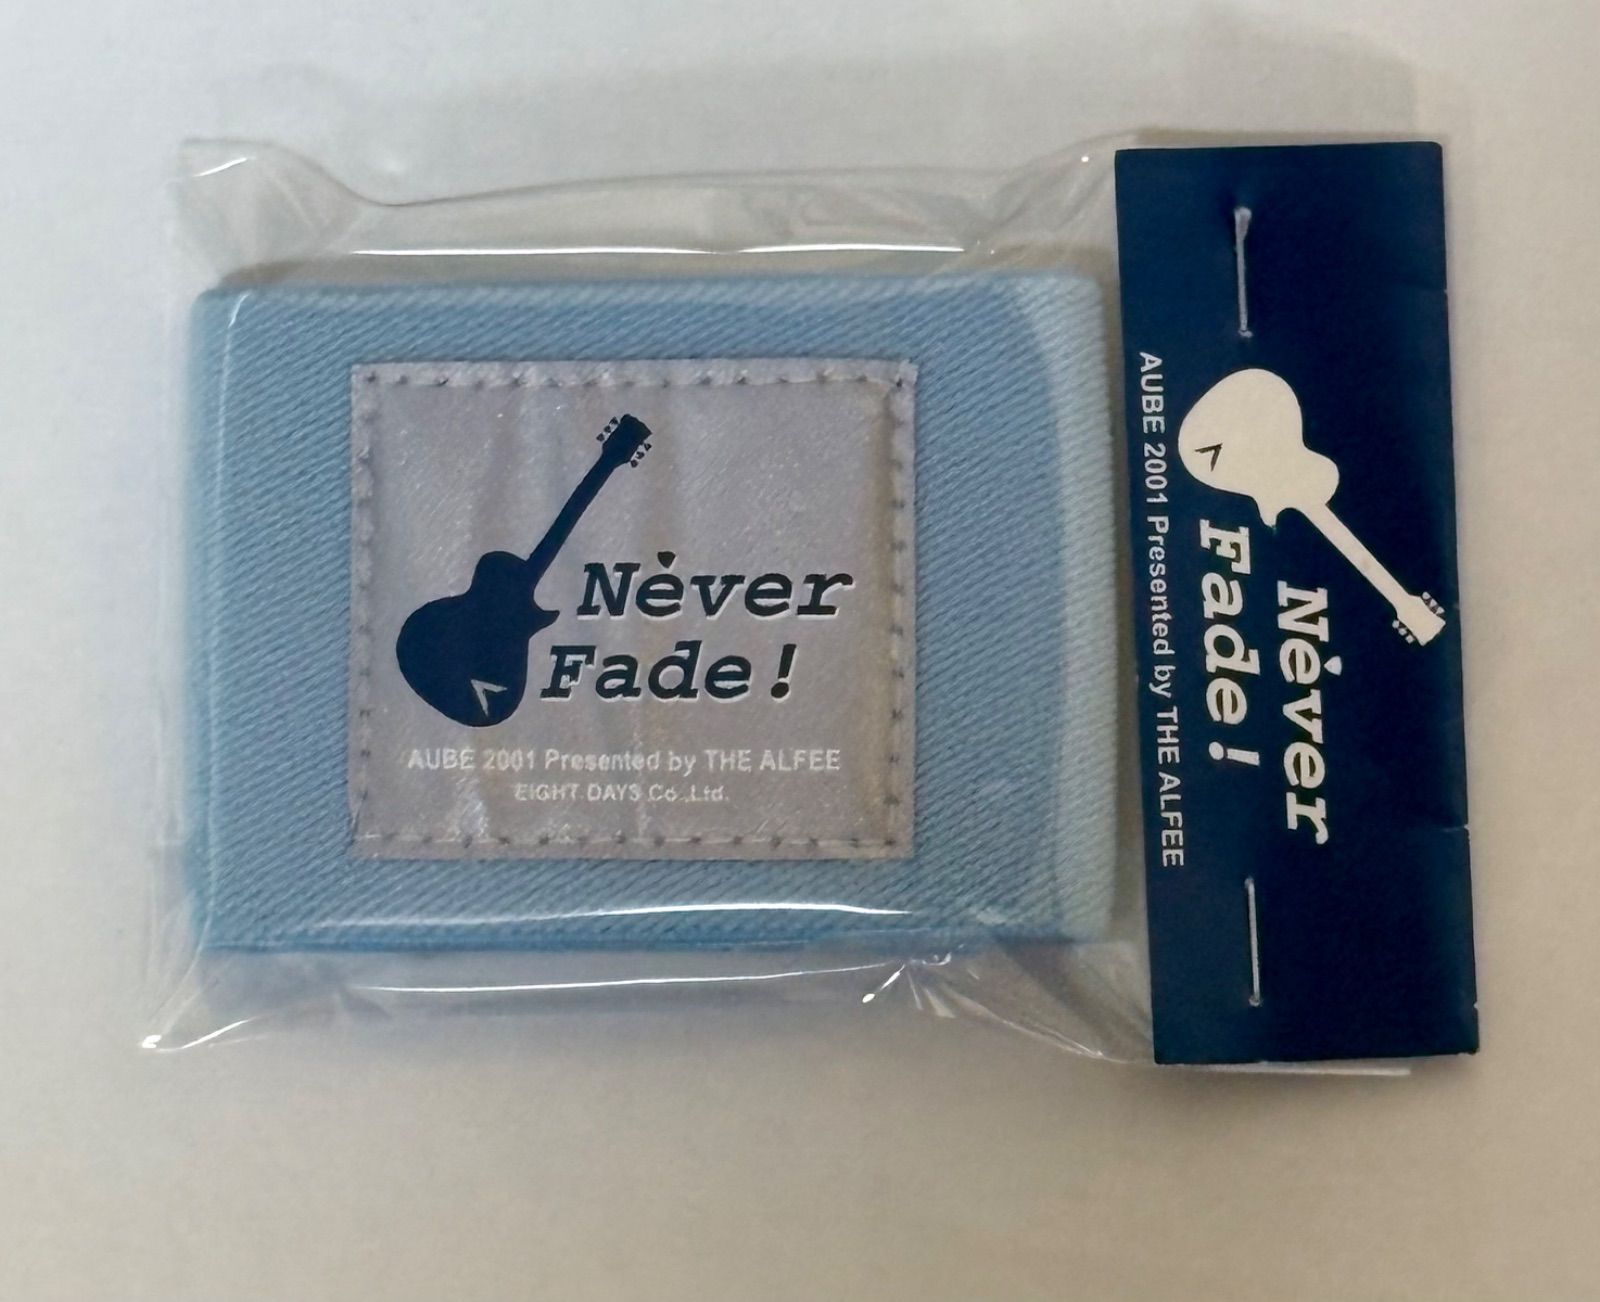 Never
Fade!
AUBE 2001 Presented by THE ALFEE
EIGHT DAYS Co.,Ltd.
Never
Fade!
AUBE 2001 Presented by THE ALFEE